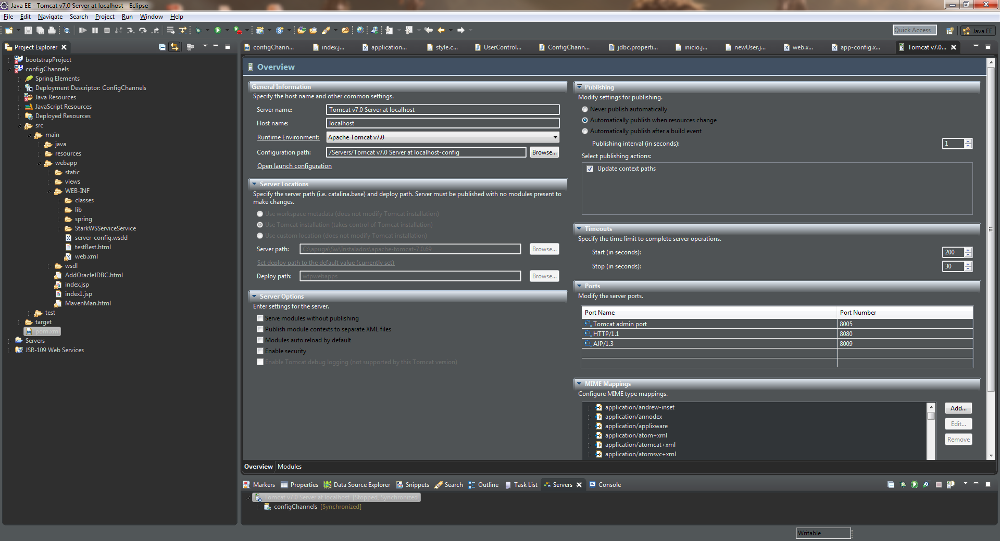 Java EE - Tomcat v7.0 Server at localhost - Eclipse
File Edit Navigate Search Project Run Window Help
Quick Access
Java EE
Project Explorer
bootstrapProject
configChannels
Spring Elements
Deployment Descriptor: ConfigChannels
Java Resources
JavaScript Resources
Deployed Resources
src
main
java
resources
webapp
static
views
WEB-INF
classes
lib
spring
StarkWSServiceService
server-config.wsdd
testRest.html
web.xml
wsdl
AddOracleJDBC.html
index.jsp
index1.jsp
MavenMan.html
test
target
pom.xml
Servers
JSR-109 Web Services
configChann... index.j... application... style.c... UserControl... ConfigChann... jdbc.properti... inicio.j... newUser.j... web.x... app-config.x... Tomcat v7.0...
Overview
General Information
Specify the host name and other common settings.
Server name: Tomcat v7.0 Server at localhost
Host name: localhost
Runtime Environment: Apache Tomcat v7.0
Configuration path: /Servers/Tomcat v7.0 Server at localhost-config Browse...
Open launch configuration
Server Locations
Specify the server path (i.e. catalina.base) and deploy path. Server must be published with no modules present to
make changes.
Use workspace metadata (does not modify Tomcat installation)
Use Tomcat installation (takes control of Tomcat installation)
Use custom location (does not modify Tomcat installation)
Server path: C:\apuga\Sw\Instalados\apache-tomcat-7.0.69 Browse...
Set deploy path to the default value (currently set)
Deploy path: wtpwebapps Browse...
Server Options
Enter settings for the server.
Serve modules without publishing
Publish module contexts to separate XML files
Modules auto reload by default
Enable security
Enable Tomcat debug logging (not supported by this Tomcat version)
Publishing
Modify settings for publishing.
Never publish automatically
Automatically publish when resources change
Automatically publish after a build event
Publishing interval (in seconds): 1
Select publishing actions:
Update context paths
Timeouts
Specify the time limit to complete server operations.
Start (in seconds): 200
Stop (in seconds): 30
Ports
Modify the server ports.
Port Name Port Number
Tomcat admin port 8005
HTTP/1.1 8080
AJP/1.3 8009
MIME Mappings
Configure MIME type mappings.
application/andrew-inset
application/annodex
application/applixware
application/atom+xml
application/atomcat+xml
application/atomsvc+xml
Add...
Edit...
Remove
Overview Modules
Markers Properties Data Source Explorer Snippets Search Outline Task List Servers Console
Tomcat v7.0 Server at localhost [Stopped, Synchronized]
configChannels [Synchronized]
Writable